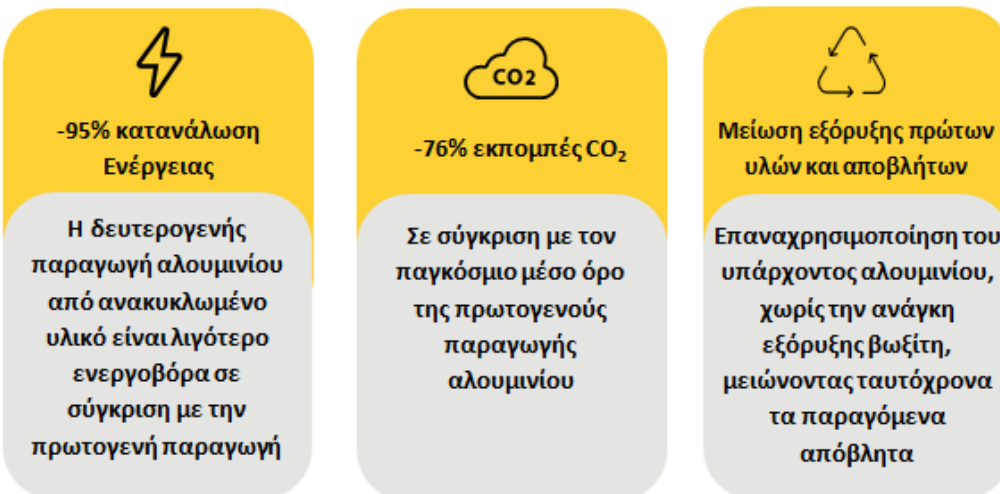 -95% κατανάλωση
Ενέργειας
Η δευτερογενής
παραγωγή αλουμινίου
από ανακυκλωμένο
υλικό είναι λιγότερο
ενεργοβόρα σε
σύγκριση με την
πρωτογενή παραγωγή
CO2
-76% εκπομπές CO₂
Σε σύγκριση με τον
παγκόσμιο μέσο όρο
της πρωτογενούς
παραγωγής
αλουμινίου
Μείωση εξόρυξης πρώτων
υλών και αποβλήτων
Επαναχρησιμοποίηση του
υπάρχοντος αλουμινίου,
χωρίς την ανάγκη
εξόρυξης βωξίτη,
μειώνοντας ταυτόχρονα
τα παραγόμενα
απόβλητα